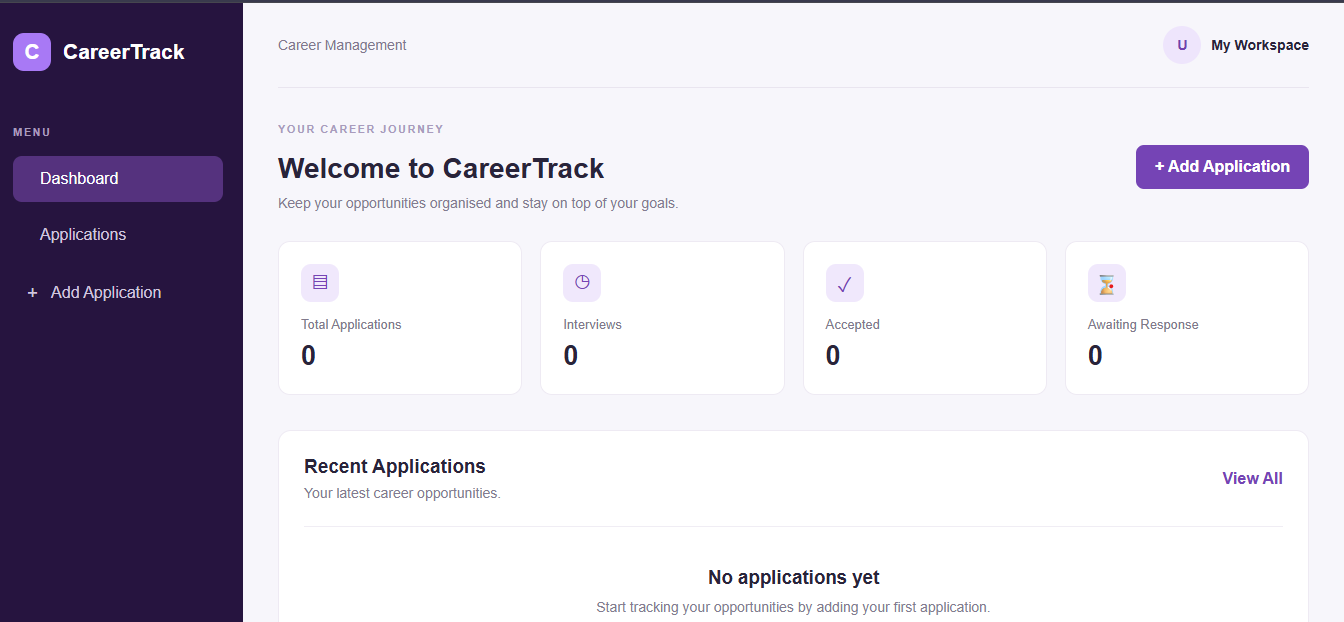 C CareerTrack
MENU
Dashboard
Applications
+ Add Application
Career Management
U My Workspace
YOUR CAREER JOURNEY
Welcome to CareerTrack
Keep your opportunities organised and stay on top of your goals.
+ Add Application
Total Applications
0
Interviews
0
Accepted
0
Awaiting Response
0
Recent Applications
Your latest career opportunities.
View All
No applications yet
Start tracking your opportunities by adding your first application.